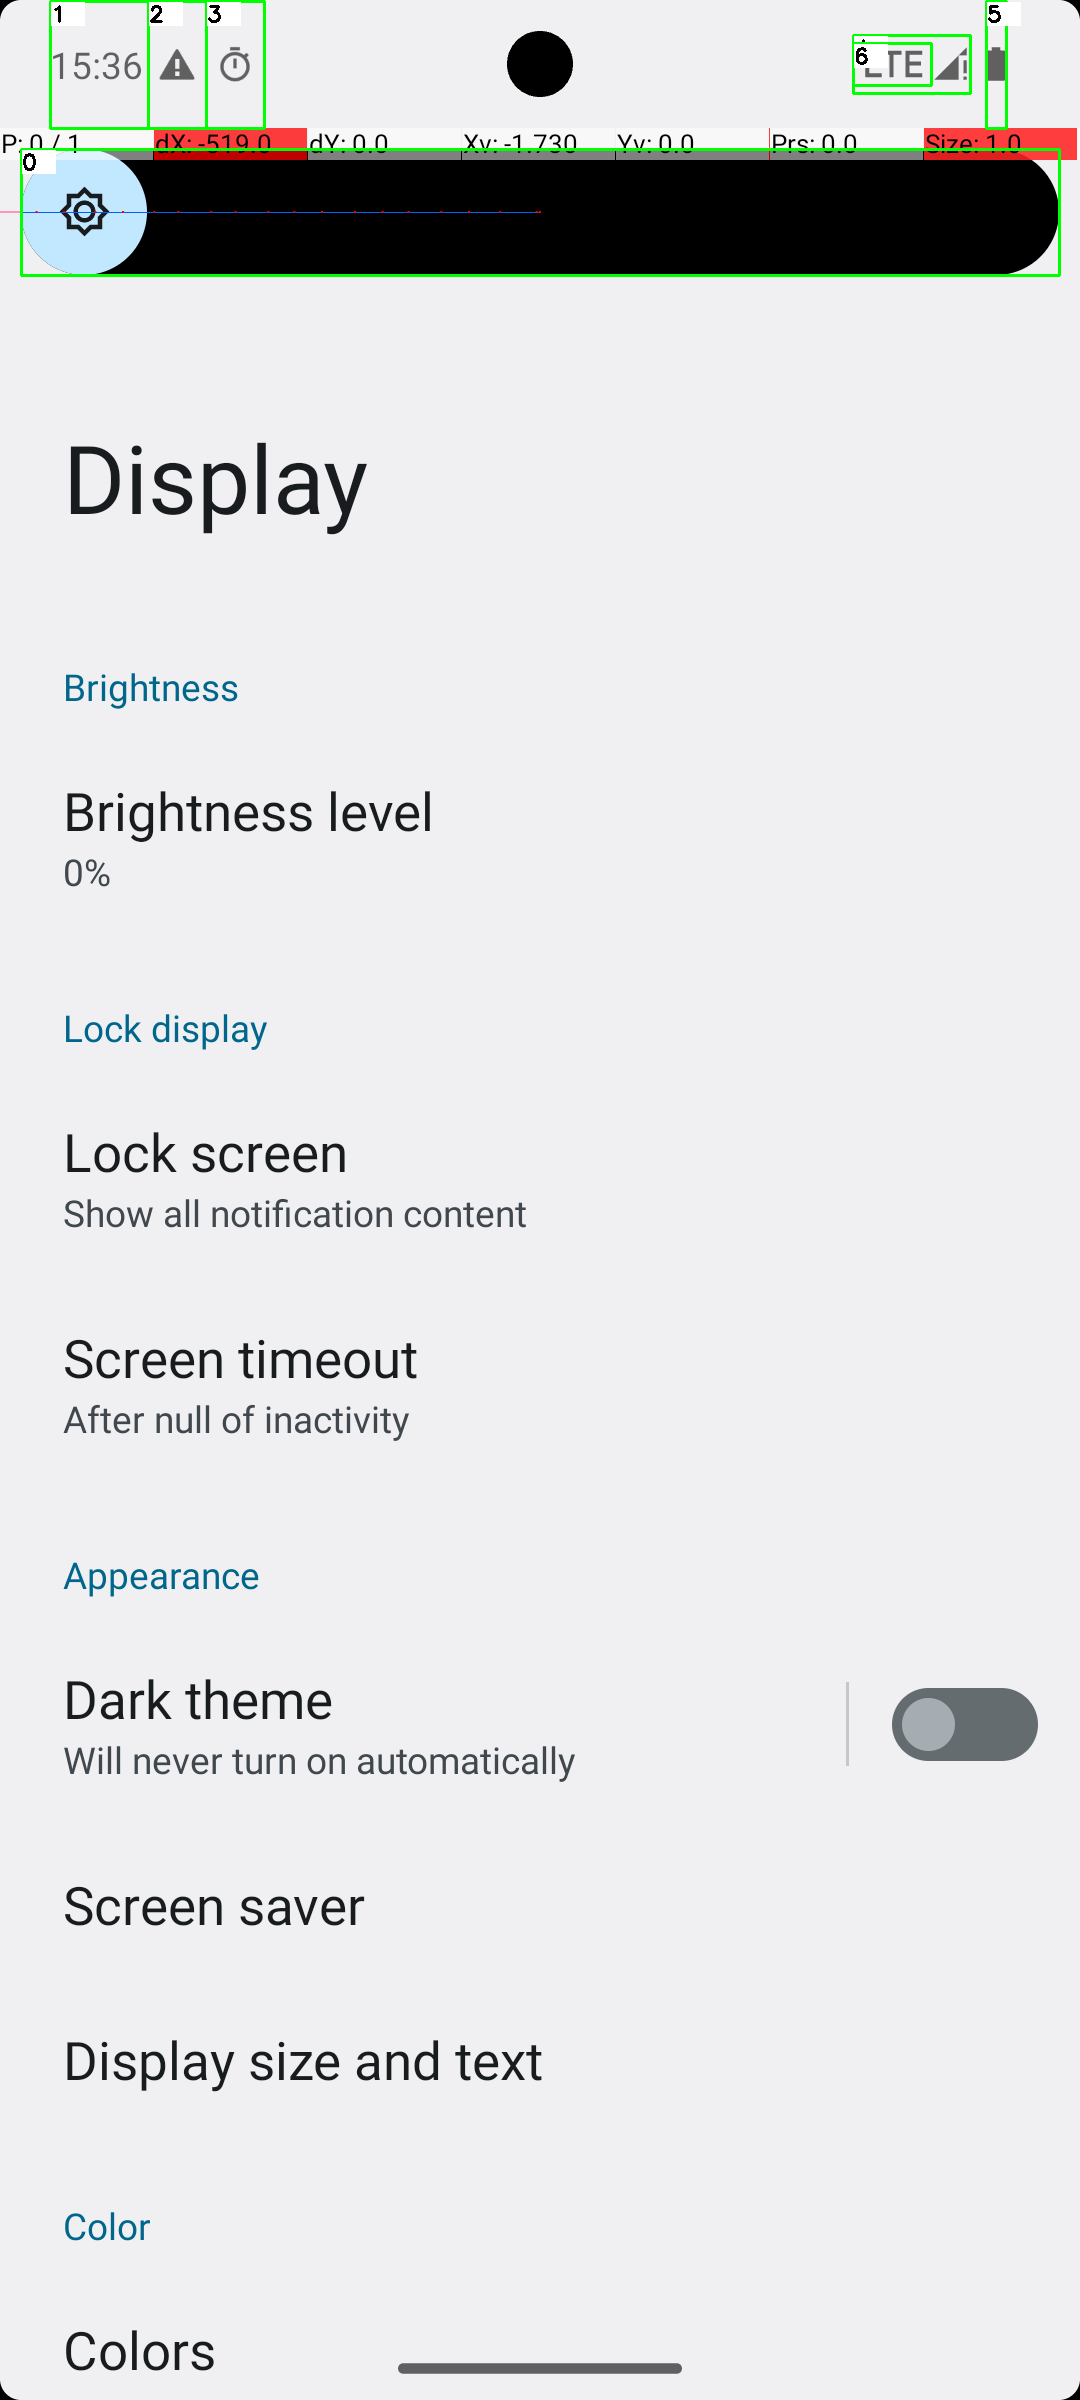 15:36
LTE
P: 0 / 1 dX: -519.0 dY: 0.0 Xv: -1.730 Yv: 0.0 Prs: 0.0 Size: 1.0
1
2
3
5
6
0
Display
Brightness
Brightness level
0%
Lock display
Lock screen
Show all notification content
Screen timeout
After null of inactivity
Appearance
Dark theme
Will never turn on automatically
Screen saver
Display size and text
Color
Colors